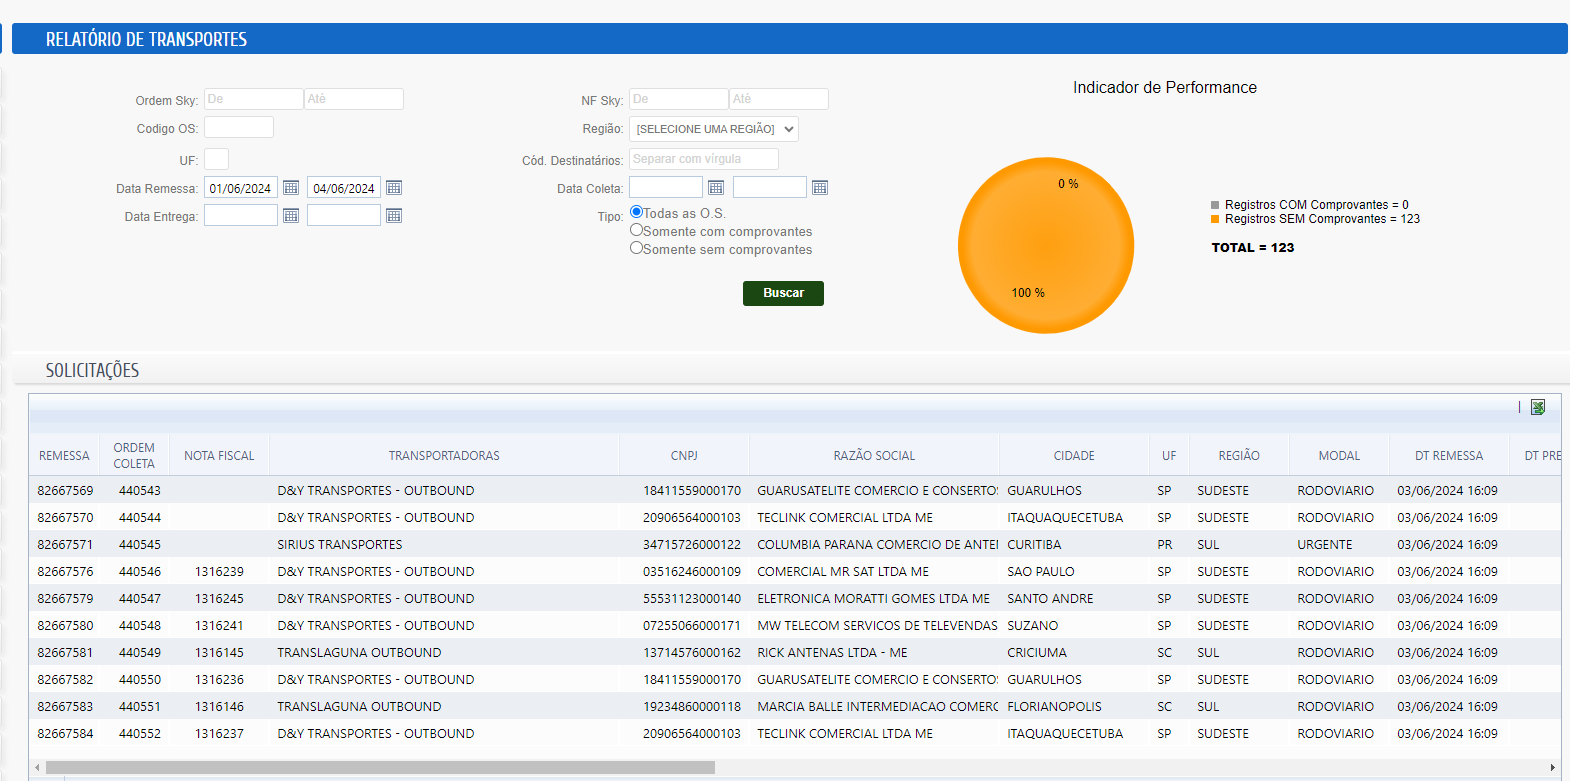 RELATÓRIO DE TRANSPORTES
Ordem Sky: De Até
NF Sky: De Até
Codigo OS:
Região: [SELECIONE UMA REGIÃO]
UF:
Cód. Destinatários: Separar com vírgula
Data Remessa: 01/06/2024 04/06/2024
Data Coleta:
Data Entrega:
Tipo: Todas as O.S.
Somente com comprovantes
Somente sem comprovantes
Buscar
Indicador de Performance
0 %
100 %
Registros COM Comprovantes = 0
Registros SEM Comprovantes = 123
TOTAL = 123
SOLICITAÇÕES
REMESSA ORDEM COLETA NOTA FISCAL TRANSPORTADORAS CNPJ RAZÃO SOCIAL CIDADE UF REGIÃO MODAL DT REMESSA DT PRE
82667569 440543 D&Y TRANSPORTES - OUTBOUND 18411559000170 GUARUSATELITE COMERCIO E CONSERTO GUARULHOS SP SUDESTE RODOVIARIO 03/06/2024 16:09
82667570 440544 D&Y TRANSPORTES - OUTBOUND 20906564000103 TECLINK COMERCIAL LTDA ME ITAQUAQUECETUBA SP SUDESTE RODOVIARIO 03/06/2024 16:09
82667571 440545 SIRIUS TRANSPORTES 34715726000122 COLUMBIA PARANA COMERCIO DE ANTE CURITIBA PR SUL URGENTE 03/06/2024 16:09
82667576 440546 1316239 D&Y TRANSPORTES - OUTBOUND 03516246000109 COMERCIAL MR SAT LTDA ME SAO PAULO SP SUDESTE RODOVIARIO 03/06/2024 16:09
82667579 440547 1316245 D&Y TRANSPORTES - OUTBOUND 55531123000140 ELETRONICA MORATTI GOMES LTDA ME SANTO ANDRE SP SUDESTE RODOVIARIO 03/06/2024 16:09
82667580 440548 1316241 D&Y TRANSPORTES - OUTBOUND 07255066000171 MW TELECOM SERVICOS DE TELEVENDAS SUZANO SP SUDESTE RODOVIARIO 03/06/2024 16:09
82667581 440549 1316145 TRANSLAGUNA OUTBOUND 13714576000162 RICK ANTENAS LTDA - ME CRICIUMA SC SUL RODOVIARIO 03/06/2024 16:09
82667582 440550 1316236 D&Y TRANSPORTES - OUTBOUND 18411559000170 GUARUSATELITE COMERCIO E CONSERTO GUARULHOS SP SUDESTE RODOVIARIO 03/06/2024 16:09
82667583 440551 1316146 TRANSLAGUNA OUTBOUND 19234860000118 MARCIA BALLE INTERMEDIACAO COMERC FLORIANOPOLIS SC SUL RODOVIARIO 03/06/2024 16:09
82667584 440552 1316237 D&Y TRANSPORTES - OUTBOUND 20906564000103 TECLINK COMERCIAL LTDA ME ITAQUAQUECETUBA SP SUDESTE RODOVIARIO 03/06/2024 16:09